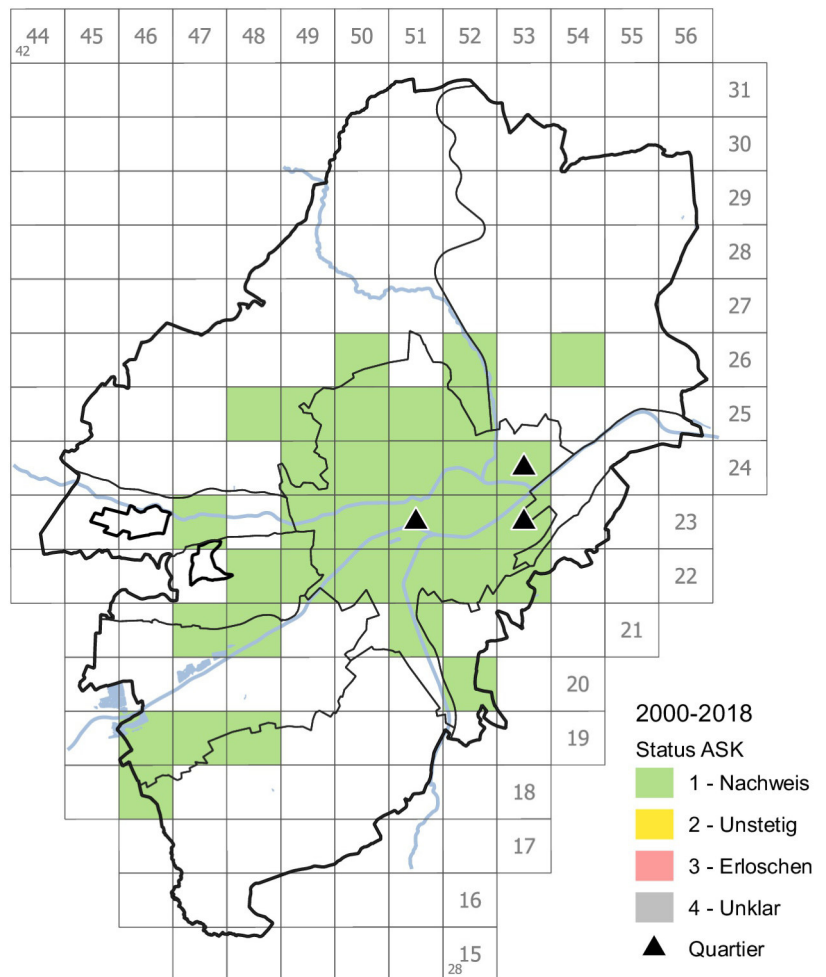 44 45 46 47 48 49 50 51 52 53 54 55 56
42
31
30
29
28
27
26
25
24
23
22
21
20
19
18
17
16
15
28
2000-2018
Status ASK
1 - Nachweis
2 - Unstetig
3 - Erloschen
4 - Unklar
Quartier